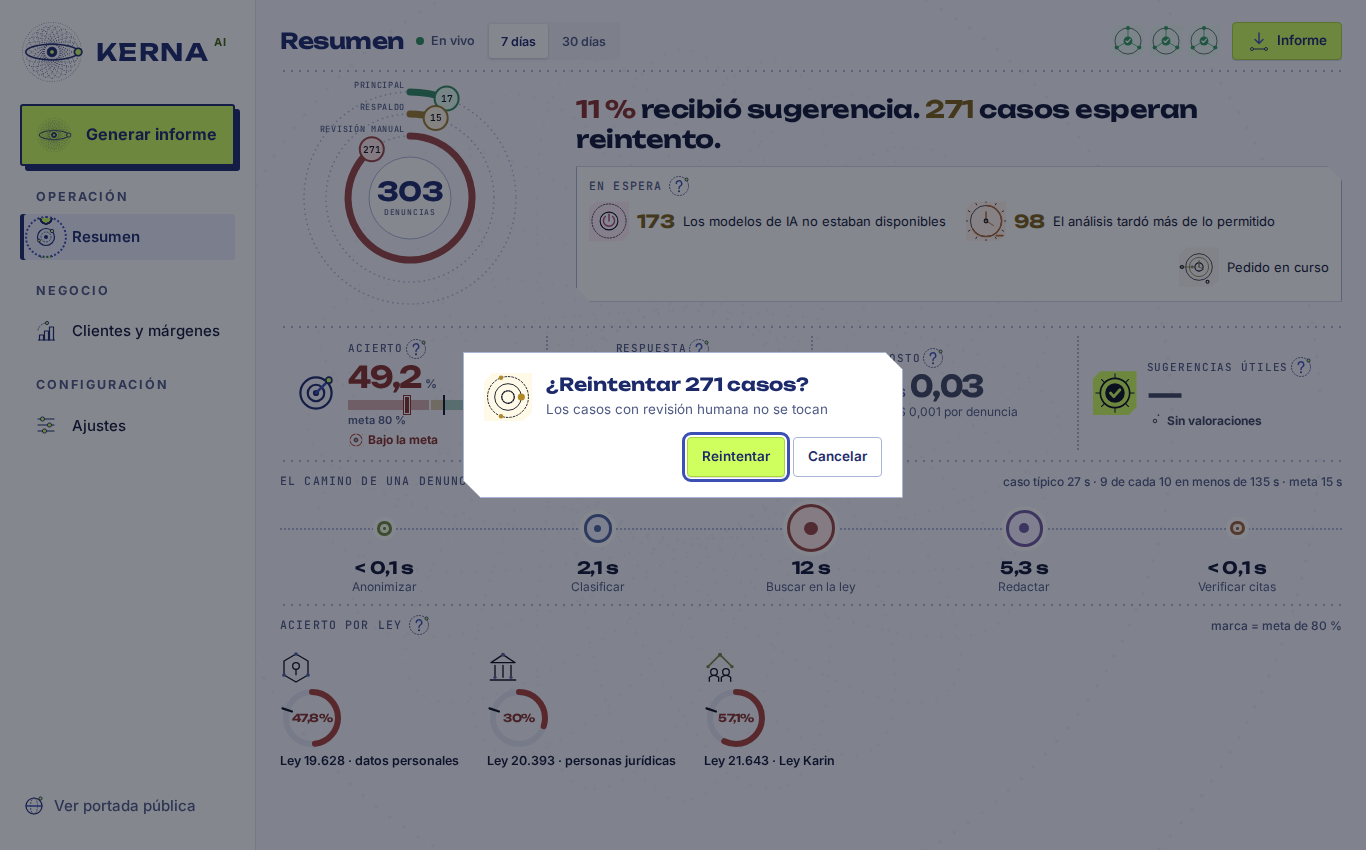 KERNA AI
Generar informe
OPERACIÓN
Resumen
NEGOCIO
Clientes y márgenes
CONFIGURACIÓN
Ajustes
Ver portada pública
Resumen
En vivo
7 días
30 días
Informe
PRINCIPAL
17
RESPALDO
15
REVISIÓN MANUAL
271
303
DENUNCIAS
11 % recibió sugerencia. 271 casos esperan
reintento.
EN ESPERA ?
173 Los modelos de IA no estaban disponibles
98 El análisis tardó más de lo permitido
Pedido en curso
ACIERTO ?
49,2 %
meta 80 %
Bajo la meta
RESPUESTA ?
OSTO ?
0,03
0,001 por denuncia
SUGERENCIAS ÚTILES ?
—
Sin valoraciones
¿Reintentar 271 casos?
Los casos con revisión humana no se tocan
Reintentar
Cancelar
EL CAMINO DE UNA DENUNC
caso típico 27 s · 9 de cada 10 en menos de 135 s · meta 15 s
< 0,1 s
Anonimizar
2,1 s
Clasificar
12 s
Buscar en la ley
5,3 s
Redactar
< 0,1 s
Verificar citas
ACIERTO POR LEY ?
marca = meta de 80 %
47,8%
Ley 19.628 · datos personales
30%
Ley 20.393 · personas jurídicas
57,1%
Ley 21.643 · Ley Karin